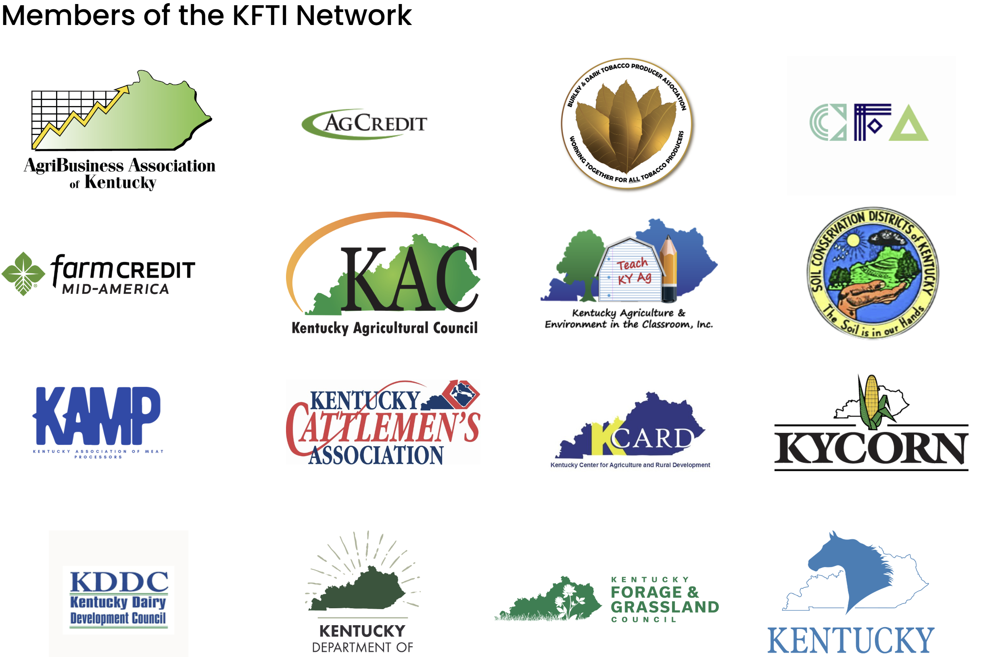 Members of the KFTI Network
AgriBusiness Association
of Kentucky
AGCREDIT
BURLEY & DARK TOBACCO PRODUCER ASSOCIATION
WORKING TOGETHER FOR ALL TOBACCO PRODUCERS
CFA
farm CREDIT
MID-AMERICA
®
KAC
Kentucky Agricultural Council
Teach
KY Ag
Kentucky Agriculture &
Environment in the Classroom, Inc.
SOIL CONSERVATION DISTRICTS of KENTUCKY
The Soil is in our Hands
KAMP
KENTUCKY ASSOCIATION OF MEAT
PROCESSORS
KENTUCKY
CATTLEMEN'S
ASSOCIATION
KCARD
Kentucky Center for Agriculture and Rural Development
KYCORN
KDDC
Kentucky Dairy
Development Council
KENTUCKY
DEPARTMENT OF
KENTUCKY
FORAGE &
GRASSLAND
COUNCIL
KENTUCKY